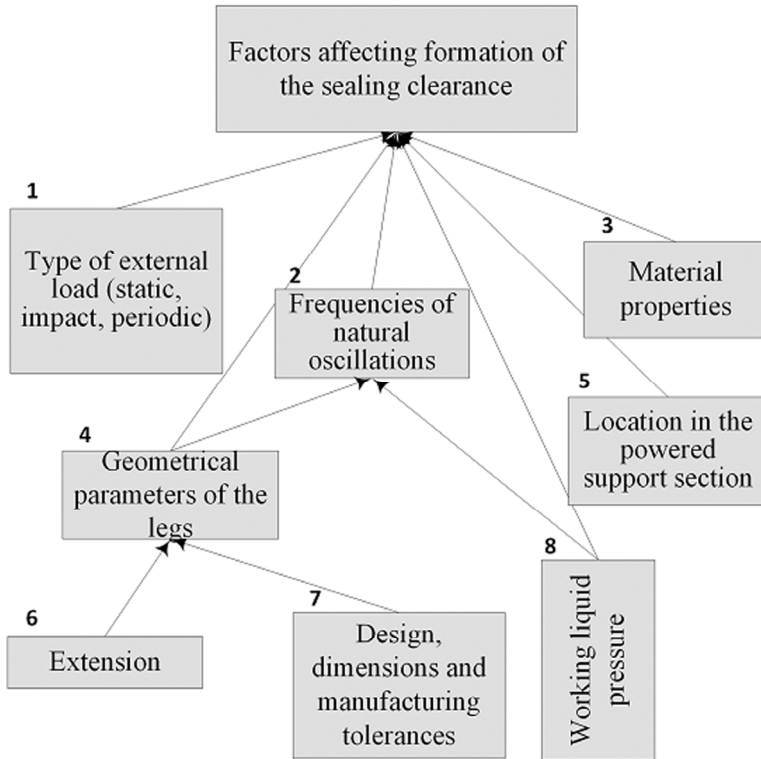 Factors affecting formation of
the sealing clearance
1
Type of external
load (static,
impact, periodic)
2
Frequencies of
natural
oscillations
3
Material
properties
4
Geometrical
parameters of the
legs
5
Location in the
powered
support section
6
Extension
7
Design,
dimensions and
manufacturing
tolerances
8
Working liquid
pressure